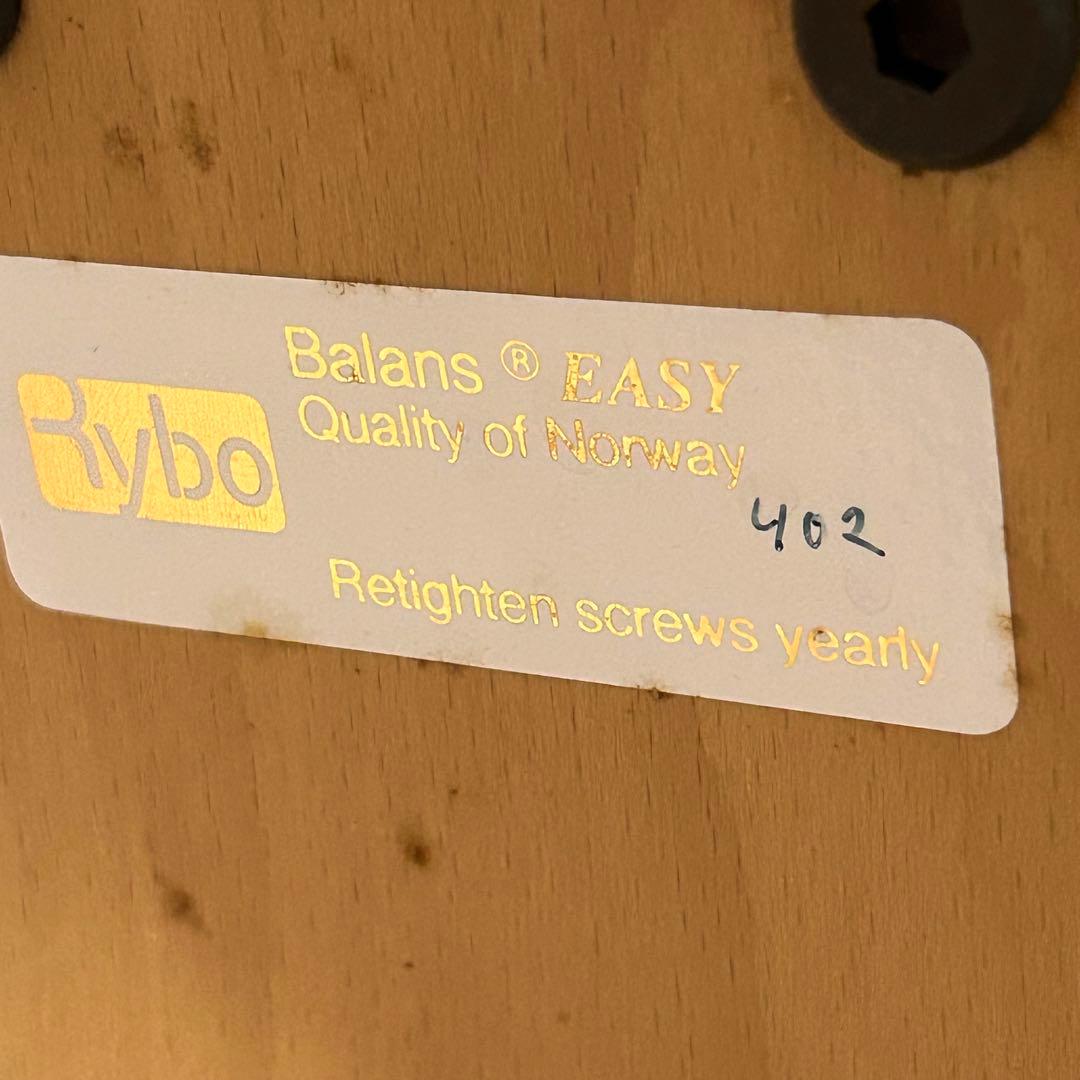 Rybo
Balans ® EASY
Quality of Norway
402
Retighten screws yearly